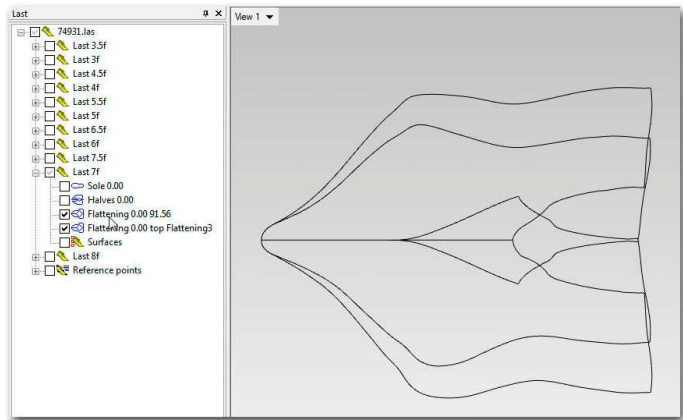 Last
View 1
74931.las
Last 3.5f
Last 3f
Last 4.5f
Last 4f
Last 5.5f
Last 5f
Last 6.5f
Last 6f
Last 7.5f
Last 7f
Sole 0.00
Halves 0.00
Flattening 0.00 91.56
Flattening 0.00 top Flattening3
Surfaces
Last 8f
Reference points